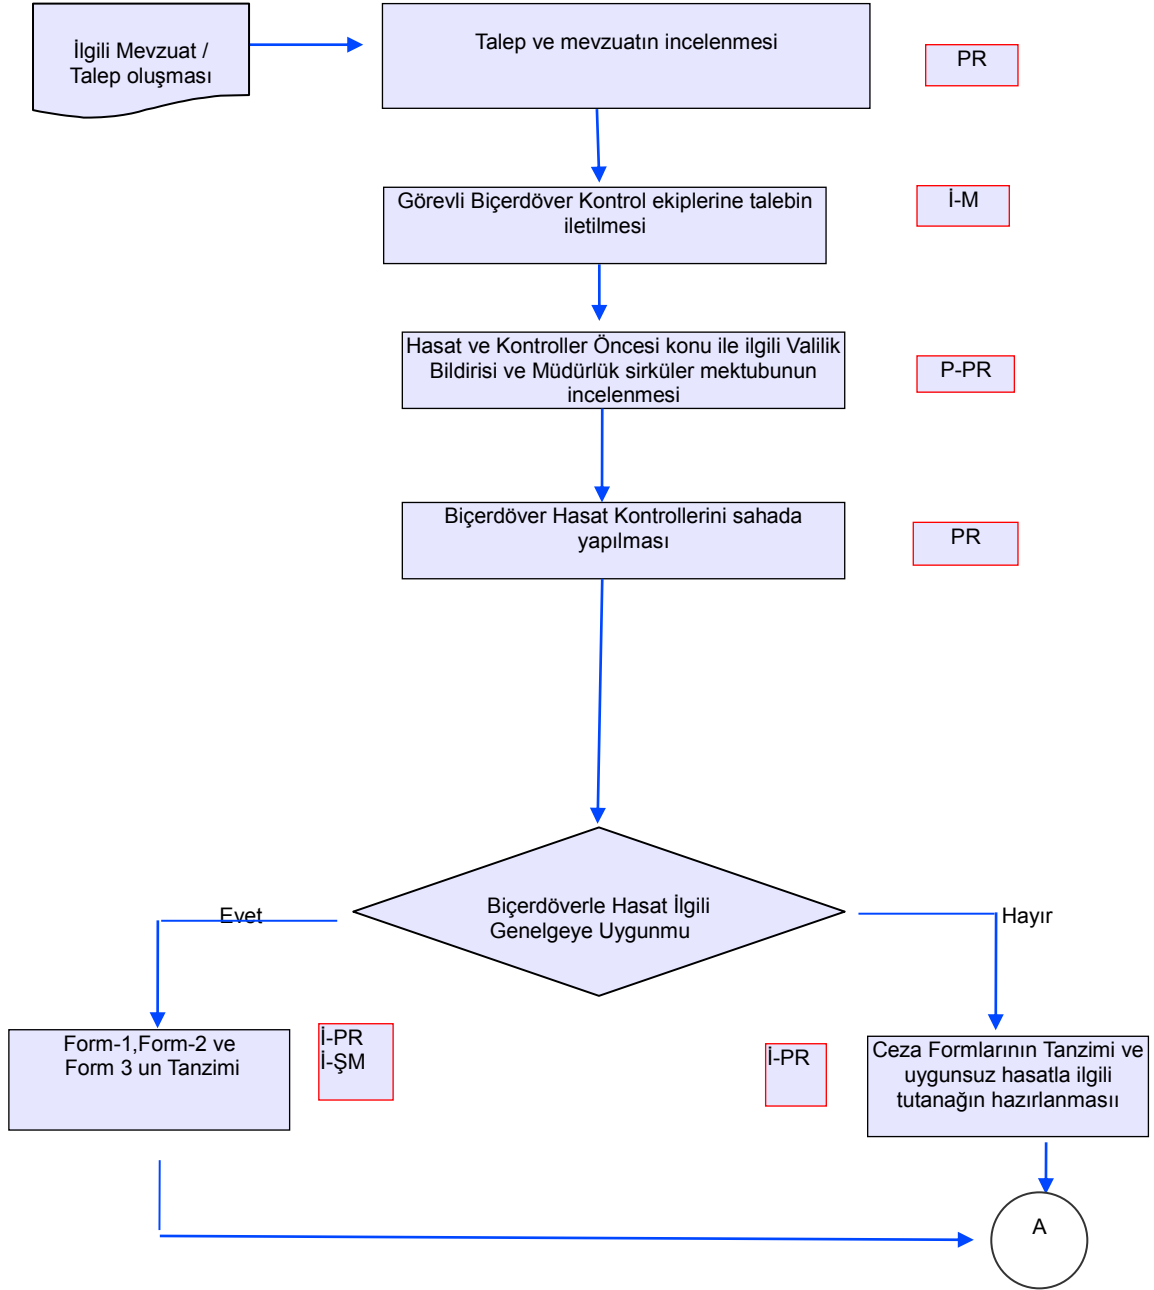 İlgili Mevzuat /
Talep oluşması
Talep ve mevzuatın incelenmesi
PR
Görevli Biçerdöver Kontrol ekiplerine talebin
iletilmesi
İ-M
Hasat ve Kontroller Öncesi konu ile ilgili Valilik
Bildirisi ve Müdürlük sirküler mektubunun
incelenmesi
P-PR
Biçerdöver Hasat Kontrollerini sahada
yapılması
PR
Biçerdöverle Hasat İlgili
Genelgeye Uygunmu
Evet
Hayır
Form-1,Form-2 ve
Form 3 un Tanzimi
İ-PR
İ-ŞM
İ-PR
Ceza Formlarının Tanzimi ve
uygunsuz hasatla ilgili
tutanağın hazırlanmasıı
A